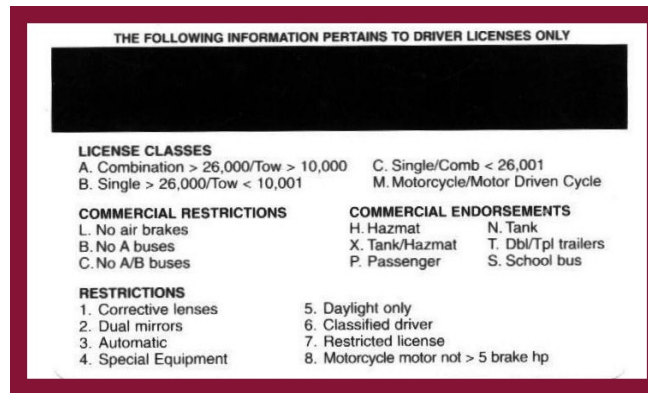 THE FOLLOWING INFORMATION PERTAINS TO DRIVER LICENSES ONLY
LICENSE CLASSES
A. Combination > 26,000/Tow > 10,000 C. Single/Comb < 26,001
B. Single > 26,000/Tow < 10,001 M. Motorcycle/Motor Driven Cycle
COMMERCIAL RESTRICTIONS COMMERCIAL ENDORSEMENTS
L. No air brakes H. Hazmat N. Tank
B. No A buses X. Tank/Hazmat T. Dbl/Tpl trailers
C. No A/B buses P. Passenger S. School bus
RESTRICTIONS
1. Corrective lenses 5. Daylight only
2. Dual mirrors 6. Classified driver
3. Automatic 7. Restricted license
4. Special Equipment 8. Motorcycle motor not > 5 brake hp